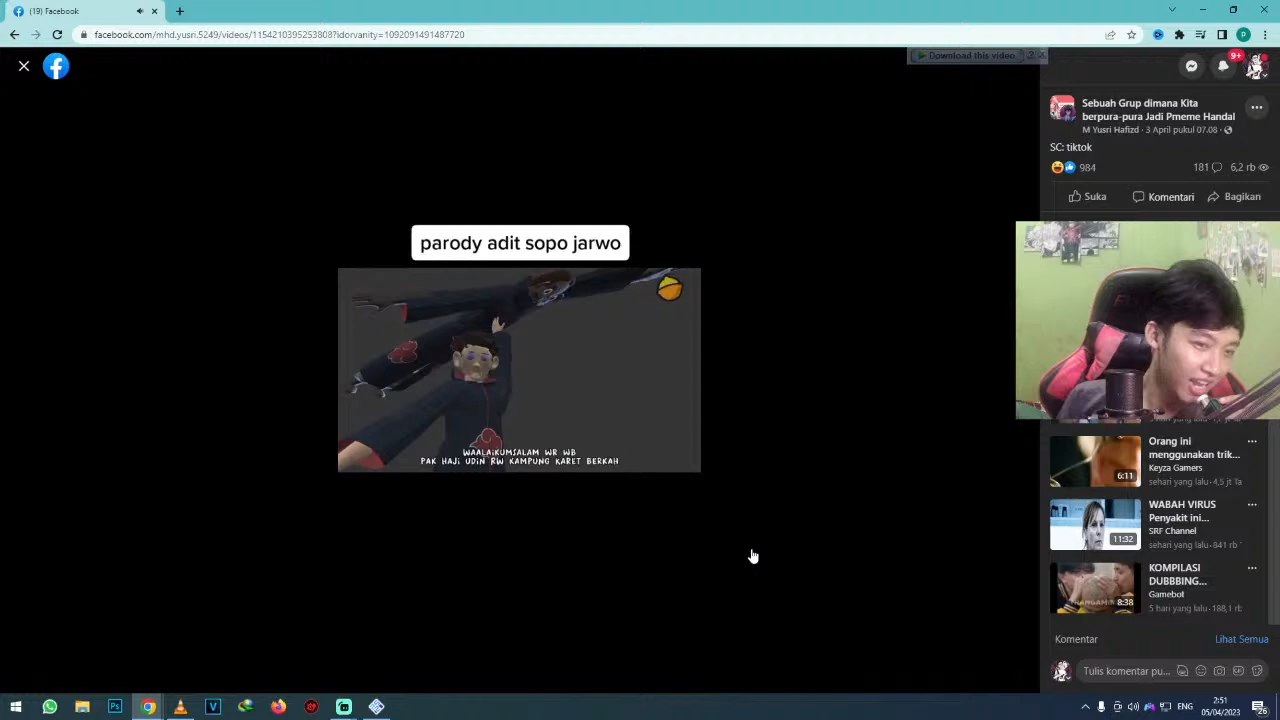 (19) Facebook
facebook.com/mhd.yusri.5249/videos/1154210395253808?idorvanity=1092091491487720
Download this video
9+
Sebuah Grup dimana Kita
berpura-pura Jadi Pmeme Handal
M Yusri Hafizd · 3 April pukul 07.08 ·
SC: tiktok
984
181
6,2 rb
Suka
Komentari
Bagikan
parody adit sopo jarwo
WAALAIKUMSALAM WR WB
PAK HAJI UDIN RW KAMPUNG KARET BERKAH
Orang ini
menggunakan trik...
Keyza Gamers
sehari yang lalu · 4,5 jt Ta
6:11
WABAH VIRUS
Penyakit ini...
SRF Channel
sehari yang lalu · 841 rb
11:32
KOMPILASI
DUBBBING...
Gamebot
5 hari yang lalu · 188,1 rb
8:38
Komentar
Lihat Semua
Tulis komentar pu...
ENG
2:51
05/04/2023
26